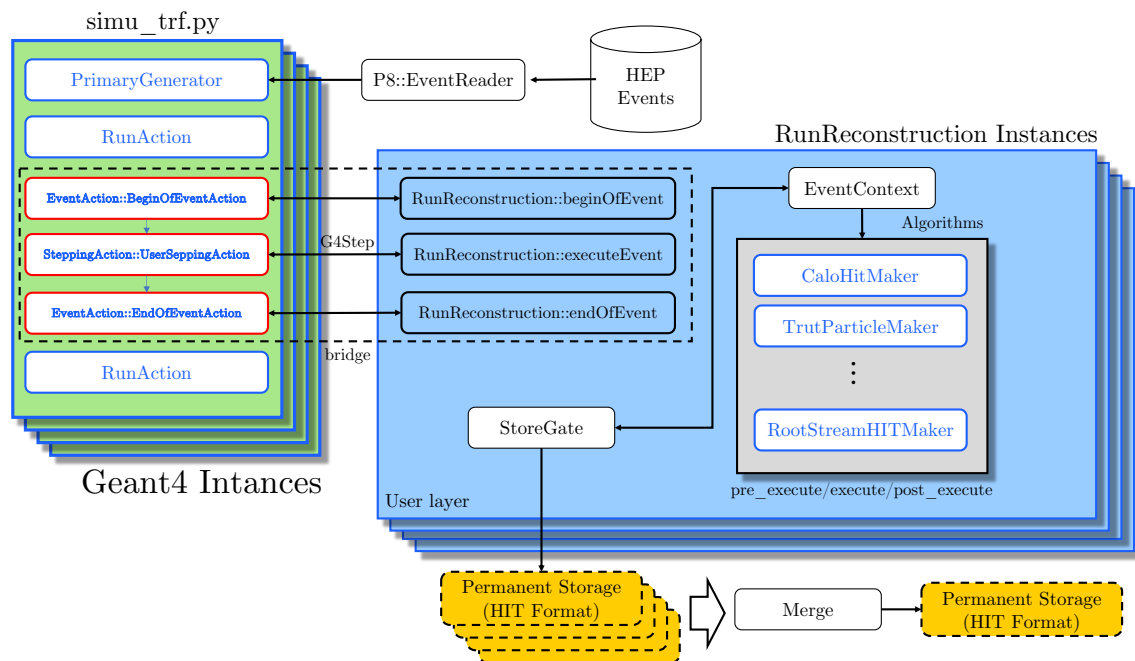 simu_trf.py
PrimaryGenerator
P8::EventReader
HEP
Events
RunAction
RunReconstruction Instances
EventAction::BeginOfEventAction
RunReconstruction::beginOfEvent
EventContext
Algorithms
G4Step
SteppingAction::UserSeppingAction
RunReconstruction::executeEvent
CaloHitMaker
EventAction::EndOfEventAction
RunReconstruction::endOfEvent
TrutParticleMaker
bridge
RunAction
StoreGate
RootStreamHITMaker
Geant4 Intances
User layer
pre_execute/execute/post_execute
Permanent Storage
(HIT Format)
Merge
Permanent Storage
(HIT Format)